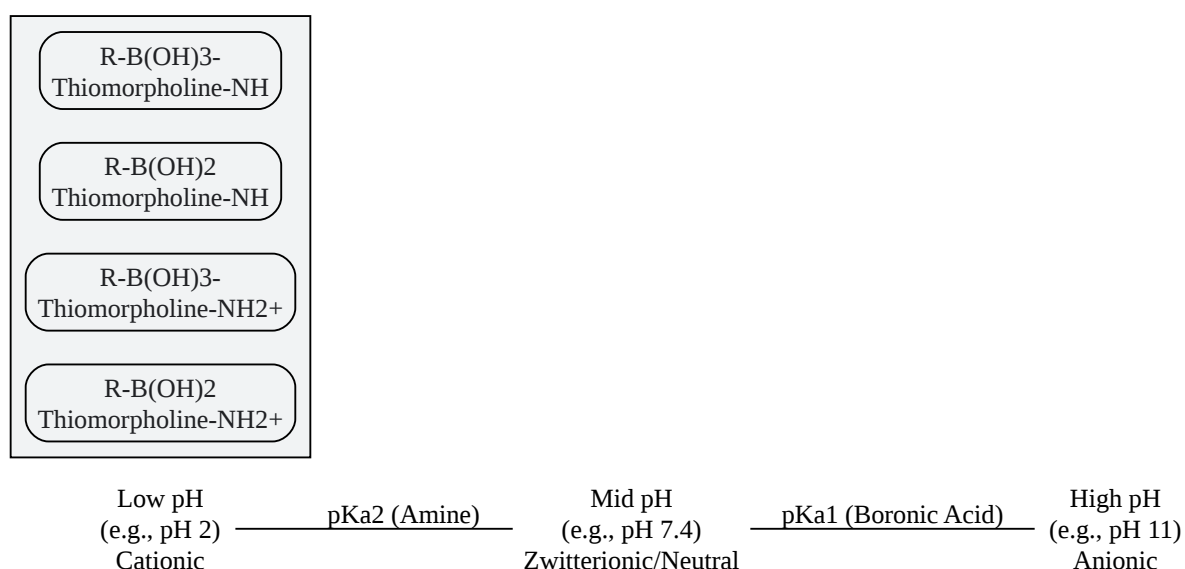 R-B(OH)3-
Thiomorpholine-NH
R-B(OH)2
Thiomorpholine-NH
R-B(OH)3-
Thiomorpholine-NH2+
R-B(OH)2
Thiomorpholine-NH2+
Low pH
(e.g., pH 2)
Cationic
pKa2 (Amine)
Mid pH
(e.g., pH 7.4)
Zwitterionic/Neutral
pKa1 (Boronic Acid)
High pH
(e.g., pH 11)
Anionic